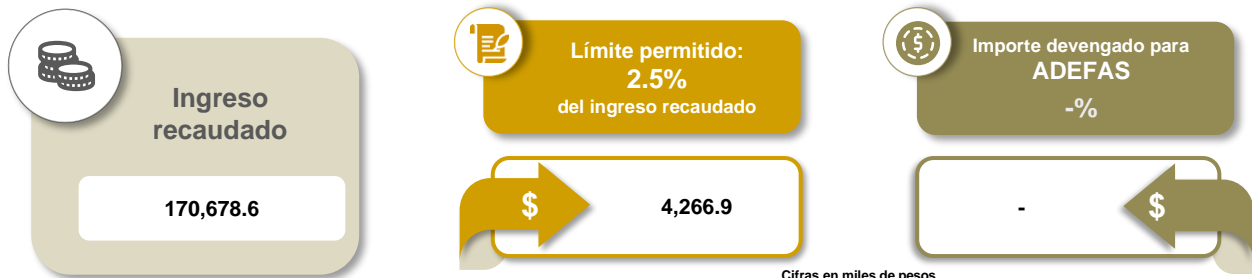 Ingreso
recaudado
170,678.6
Límite permitido:
2.5%
del ingreso recaudado
$
4,266.9
Importe devengado para
ADEFAS
-%
-
$
Cifras en miles de pesos